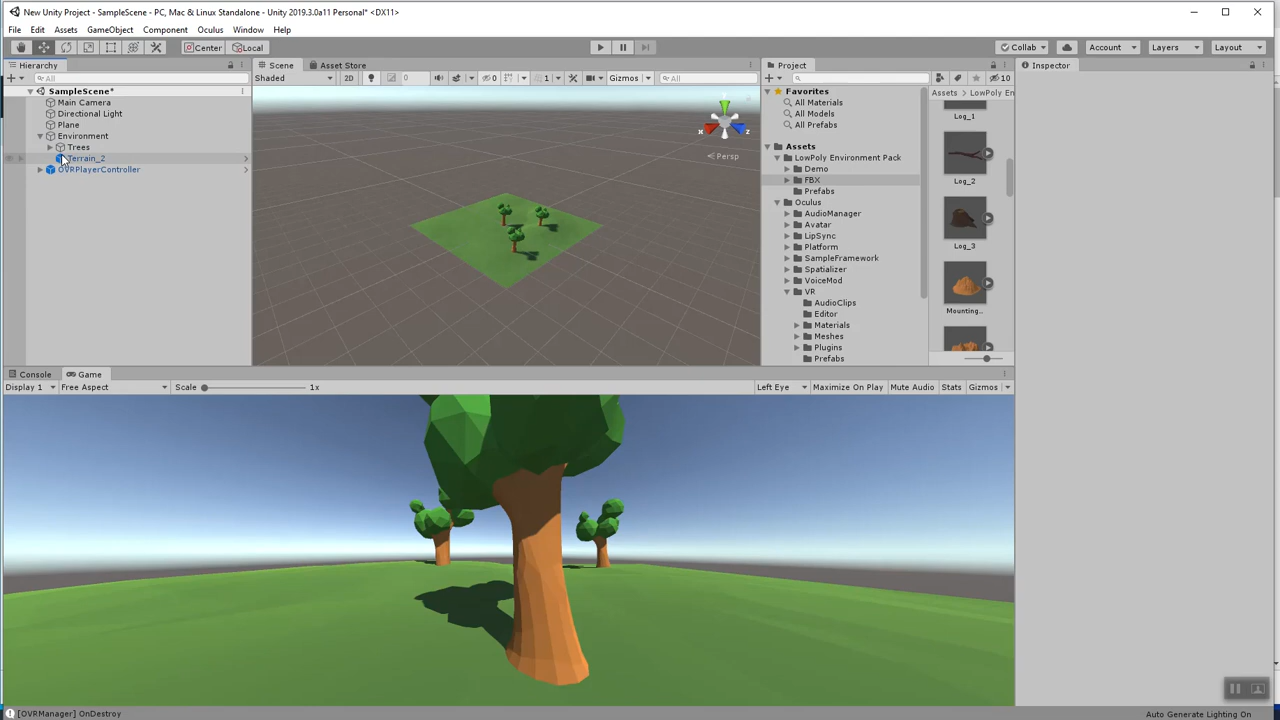 New Unity Project - SampleScene - PC, Mac & Linux Standalone - Unity 2019.3.0a11 Personal* <DX11>
File Edit Assets GameObject Component Oculus Window Help
Center Local Collab Account Layers Layout
Hierarchy
All
SampleScene*
Main Camera
Directional Light
Plane
Environment
Trees
Terrain_2
OVRPlayerController
Scene Asset Store
Shaded 2D 0 0 1 Gizmos All
Y
X Z
Persp
Project
10
Favorites
All Materials
All Models
All Prefabs
Assets
LowPoly Environment Pack
Demo
FBX
Prefabs
Oculus
AudioManager
Avatar
LipSync
Platform
SampleFramework
Spatializer
VoiceMod
VR
AudioClips
Editor
Materials
Meshes
Plugins
Prefabs
Assets LowPoly En
Log_1
Log_2
Log_3
Mounting..
Inspector
Console Game
Display 1 Free Aspect Scale 1x Left Eye Maximize On Play Mute Audio Stats Gizmos
[OVRManager] OnDestroy
Auto Generate Lighting On